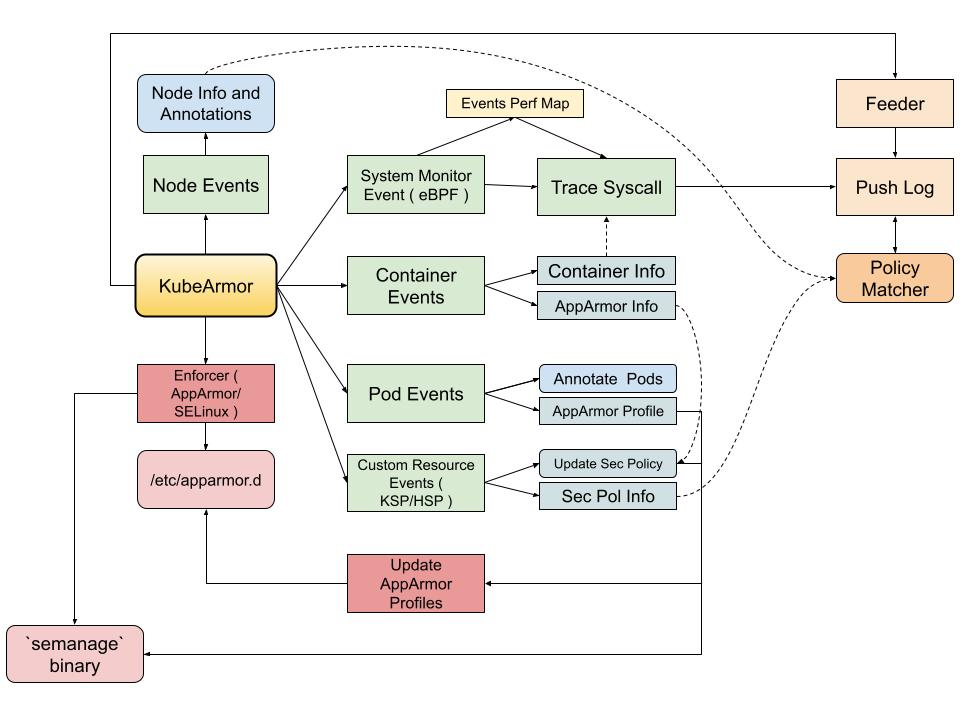 Node Info and
Annotations
Events Perf Map
Feeder
Node Events
System Monitor
Event ( eBPF )
Trace Syscall
Push Log
KubeArmor
Container
Events
Container Info
AppArmor Info
Policy
Matcher
Enforcer (
AppArmor/
SELinux )
Pod Events
Annotate  Pods
AppArmor Profile
/etc/apparmor.d
Custom Resource
Events (
KSP/HSP )
Update Sec Policy
Sec Pol Info
Update
AppArmor
Profiles
`semanage`
binary